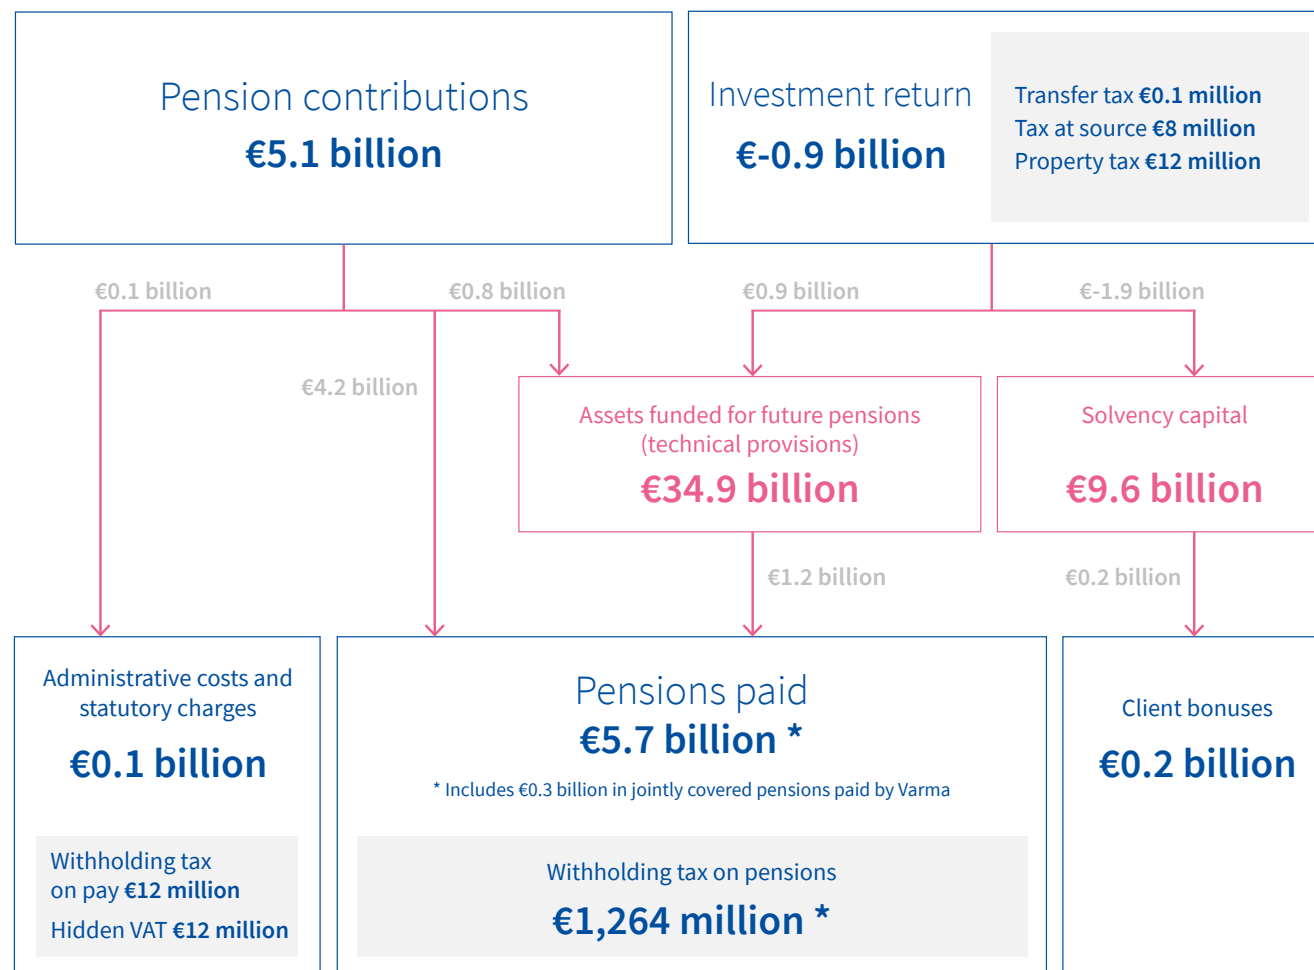 Pension contributions
€5.1 billion
Investment return
€-0.9 billion
Transfer tax €0.1 million
Tax at source €8 million
Property tax €12 million
€0.1 billion
€0.8 billion
€0.9 billion
€-1.9 billion
€4.2 billion
Assets funded for future pensions
(technical provisions)
€34.9 billion
Solvency capital
€9.6 billion
€1.2 billion
€0.2 billion
Administrative costs and
statutory charges
€0.1 billion
Withholding tax
on pay €12 million
Hidden VAT €12 million
Pensions paid
€5.7 billion *
* Includes €0.3 billion in jointly covered pensions paid by Varma
Withholding tax on pensions
€1,264 million *
Client bonuses
€0.2 billion